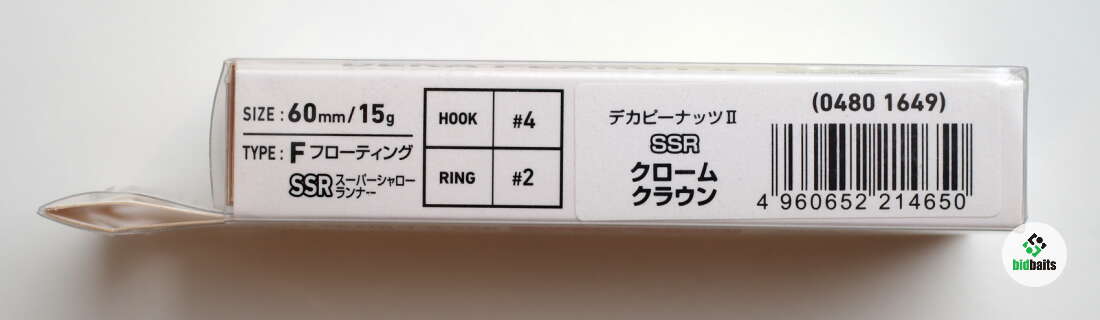 SIZE : 60mm/15g
TYPE : F フローティング
SSR スーパーシャロー
ランナー
HOOK #4
RING #2
デカピーナッツⅡ
SSR
クローム
クラウン
(0480 1649)
4 960652 214650
bidbaits